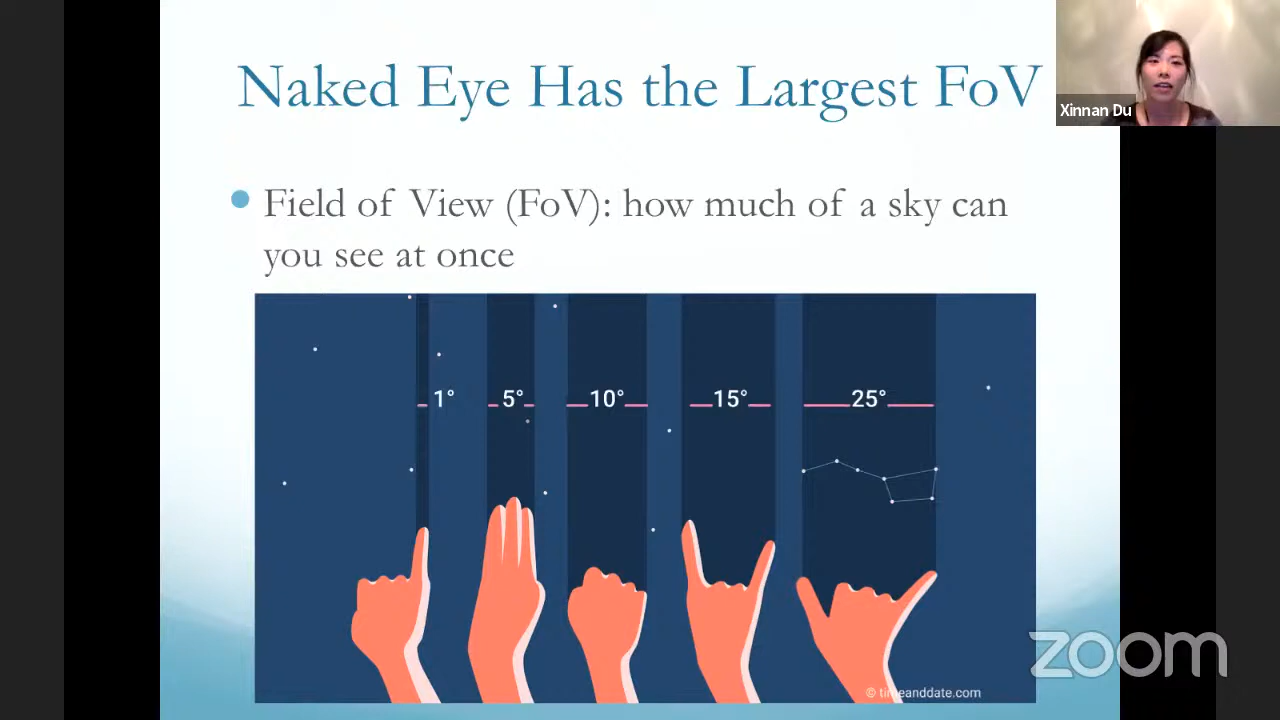 Naked Eye Has the Largest FoV
Xinnan Du
Field of View (FoV): how much of a sky can
you see at once
1° 5° 10° 15° 25°
zoom
© timeanddate.com